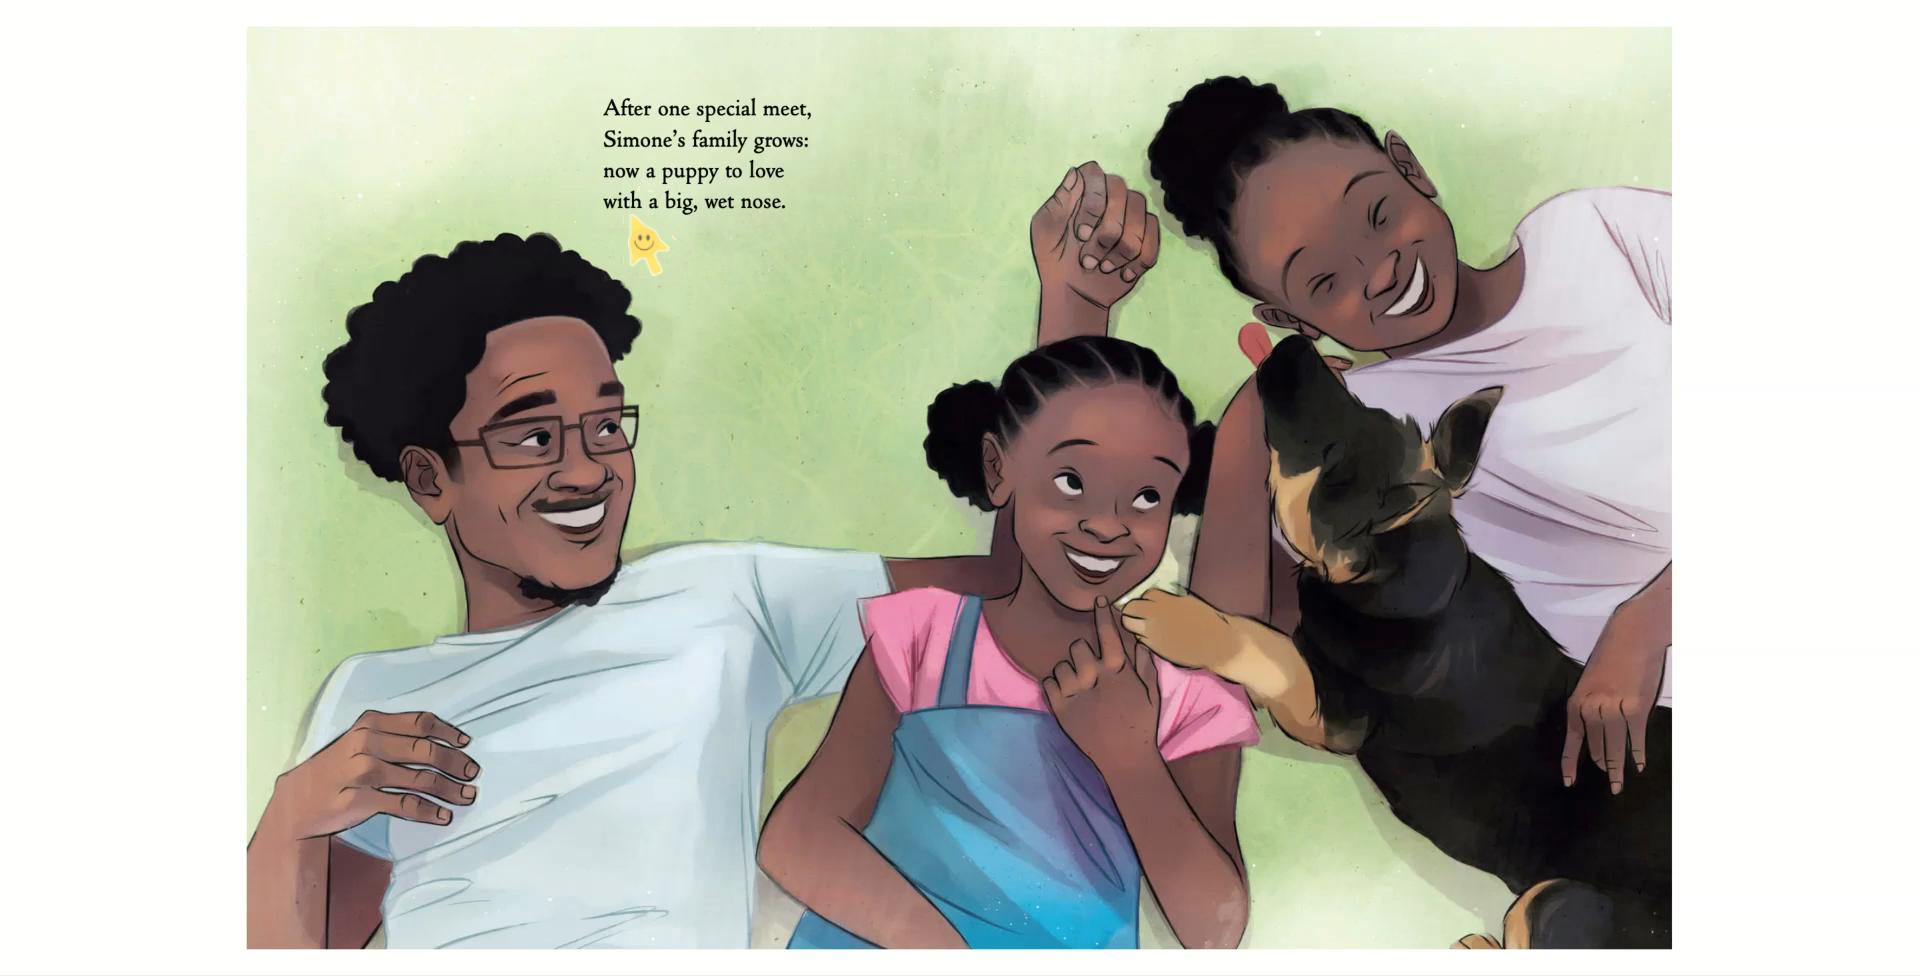 After one special meet,
Simone’s family grows:
now a puppy to love
with a big, wet nose.